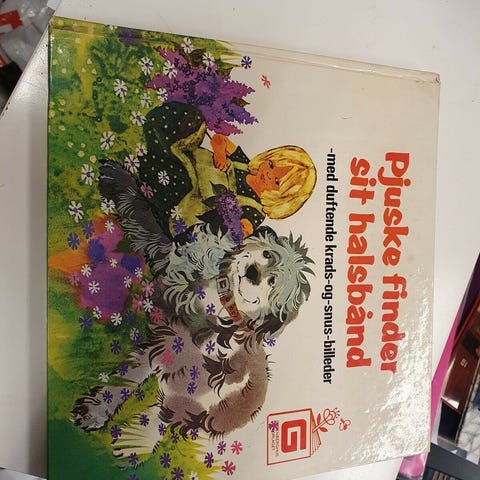 Pjuske finder
sit halsbånd
-med duftende krads-og-snus-billeder
G